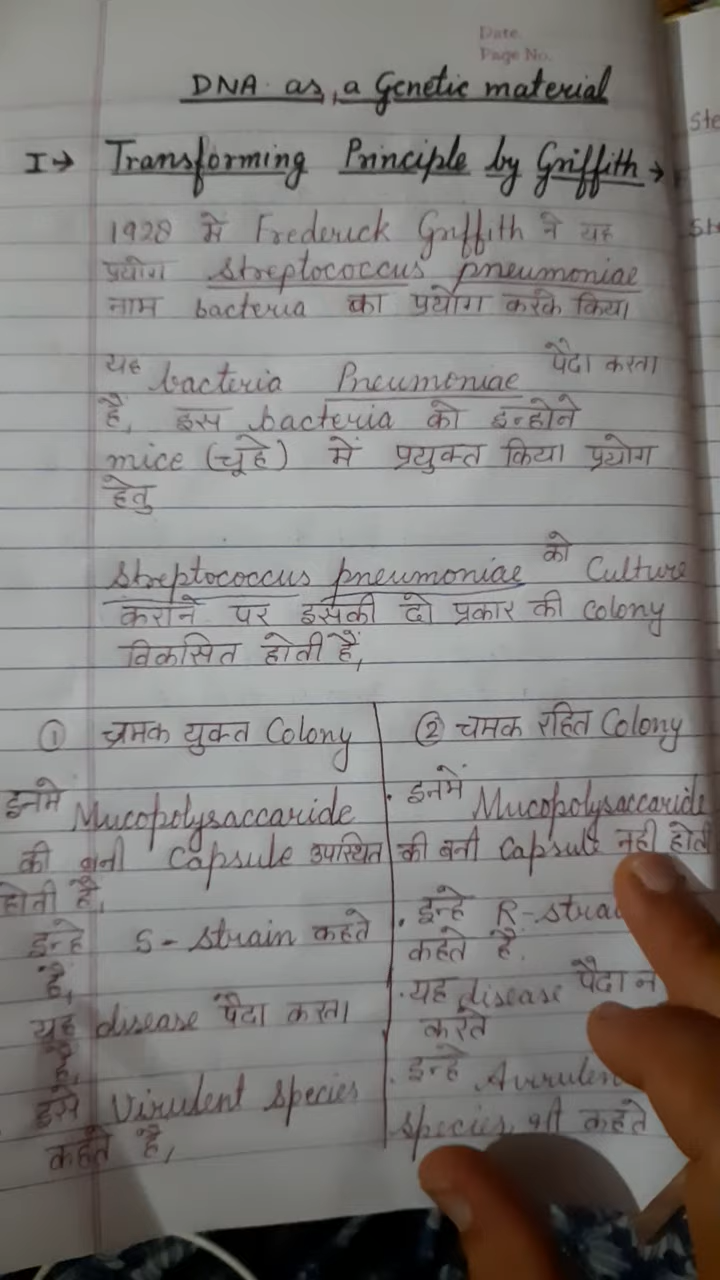 Date.
Page No.
DNA as a Genetic material
I → Transforming Principle by Griffith →
1928 में Frederick Griffith ने यह
प्रयोग Streptococcus pneumoniae
नाम bacteria का प्रयोग करके किया।
यह bacteria Pneumoniae पैदा करता
है, इस bacteria को इन्होने
mice (चूहे) में प्रयुक्त किया प्रयोग
हेतु
Streptococcus pneumoniae को Culture
कराने पर इसकी दो प्रकार की colony
विकसित होती हैं,
① चमक युक्त Colony
इनमे Mucopolysaccaride
की बनी Capsule उपस्थित
होती है,
इन्हे S- strain कहते
हैं,
यह disease पैदा करता।
है,
इसे Virulent species
कहते है,
② चमक रहित Colony
. इनमें Mucopolysaccaride
की बनी Capsule नही होती
. इन्हे R-
कहते है.
. यह disease पैदा न
करते
. इन्हे
species भी कहते
Ste